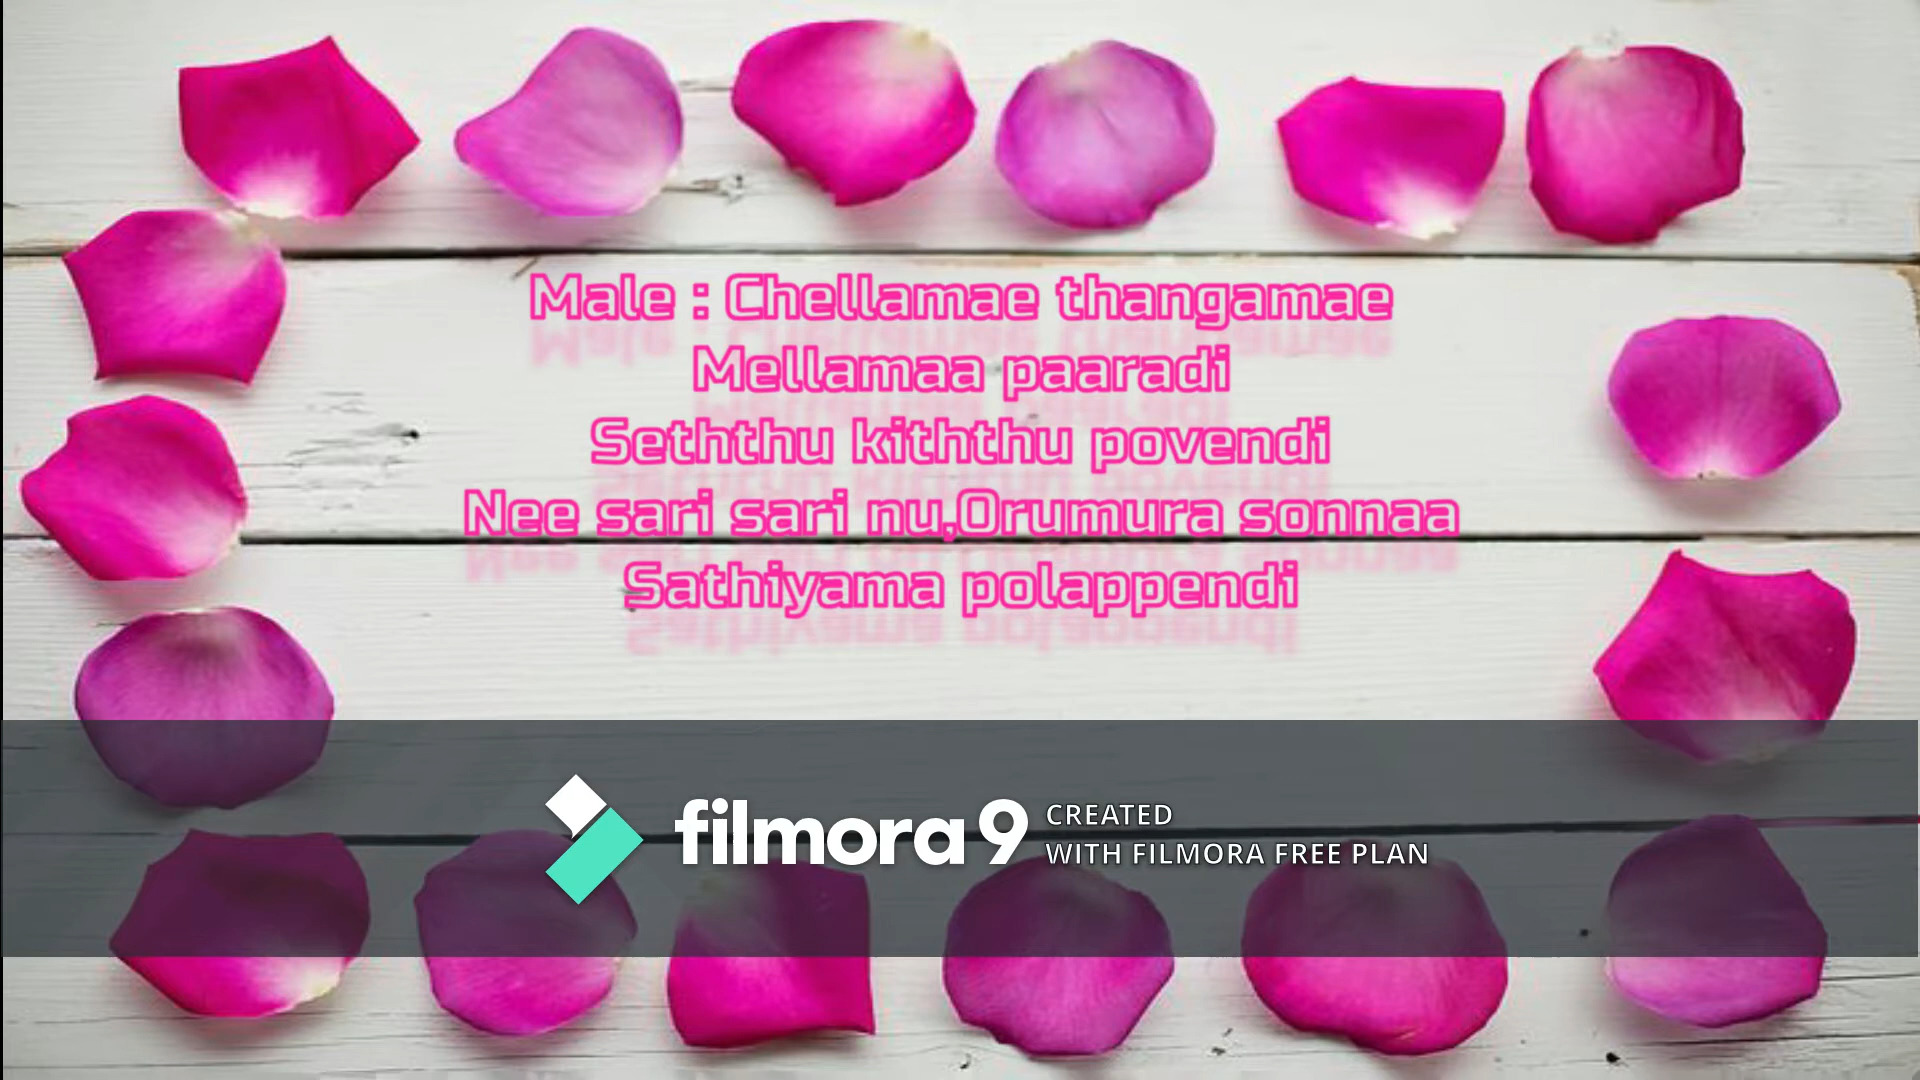 Male : Chellamae thangamae
Mellamaa paaradi
Seththu kiththu povendi
Nee sari sari nu,Orumura sonnaa
Sathiyama polappendi
filmora 9 CREATED
WITH FILMORA FREE PLAN